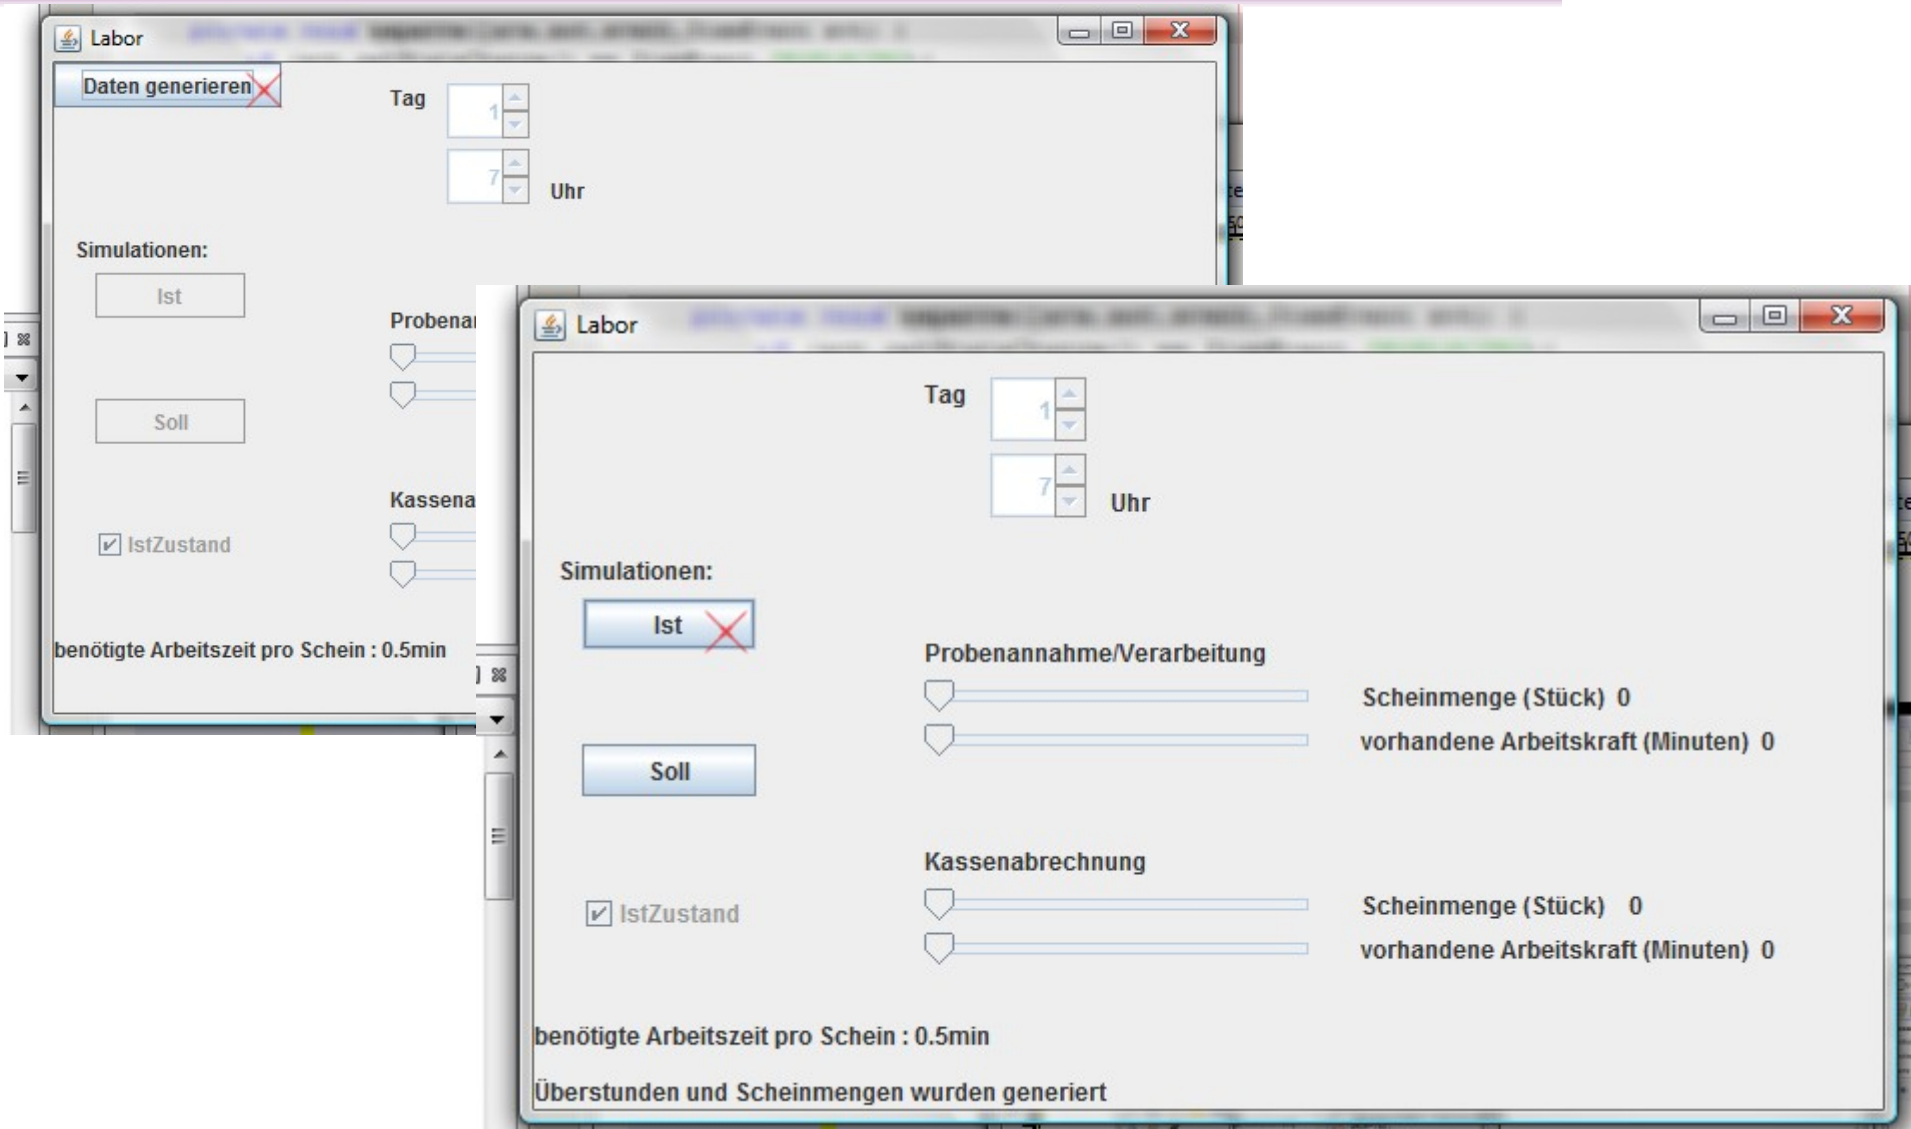 Labor
Daten generieren
Tag
1
7
Uhr
Simulationen:
Ist
Soll
IstZustand
benötigte Arbeitszeit pro Schein : 0.5min
Labor
Tag
1
7
Uhr
Simulationen:
Ist
Probenannahme/Verarbeitung
Scheinmenge (Stück) 0
vorhandene Arbeitskraft (Minuten) 0
Soll
Kassenabrechnung
Scheinmenge (Stück) 0
IstZustand
vorhandene Arbeitskraft (Minuten) 0
benötigte Arbeitszeit pro Schein : 0.5min
Überstunden und Scheinmengen wurden generiert